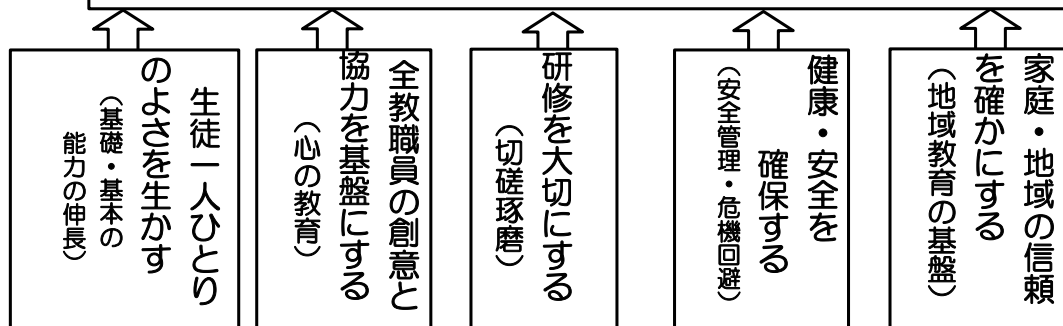 家庭・地域の信頼
を確かにする
（地域教育の基盤）
健康・安全を
確保する
（安全管理・危機回避）
研修を大切にする
（切磋琢磨）
全教職員の創意と
協力を基盤にする
（心の教育）
生徒一人ひとり
のよさを生かす
（基礎・基本の
能力の伸長）